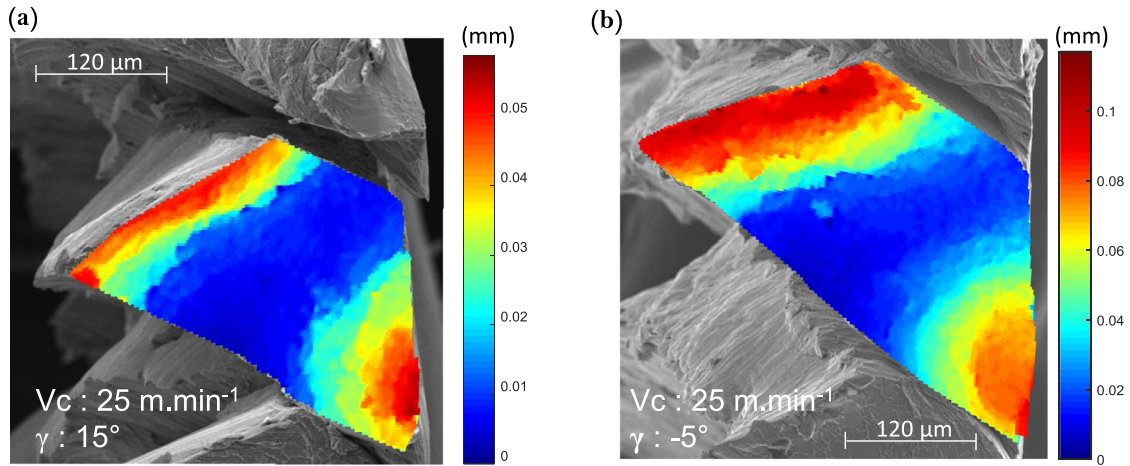 (a)
(mm)
120 μm
0.05
0.04
0.03
0.02
0.01
0
Vc : 25 m.min⁻¹
γ : 15°
(b)
(mm)
0.1
0.08
0.06
0.04
0.02
0
Vc : 25 m.min⁻¹
γ : -5°
120 μm